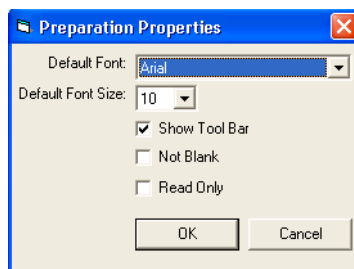 Preparation Properties
Default Font: Arial
Default Font Size: 10
Show Tool Bar
Not Blank
Read Only
OK Cancel